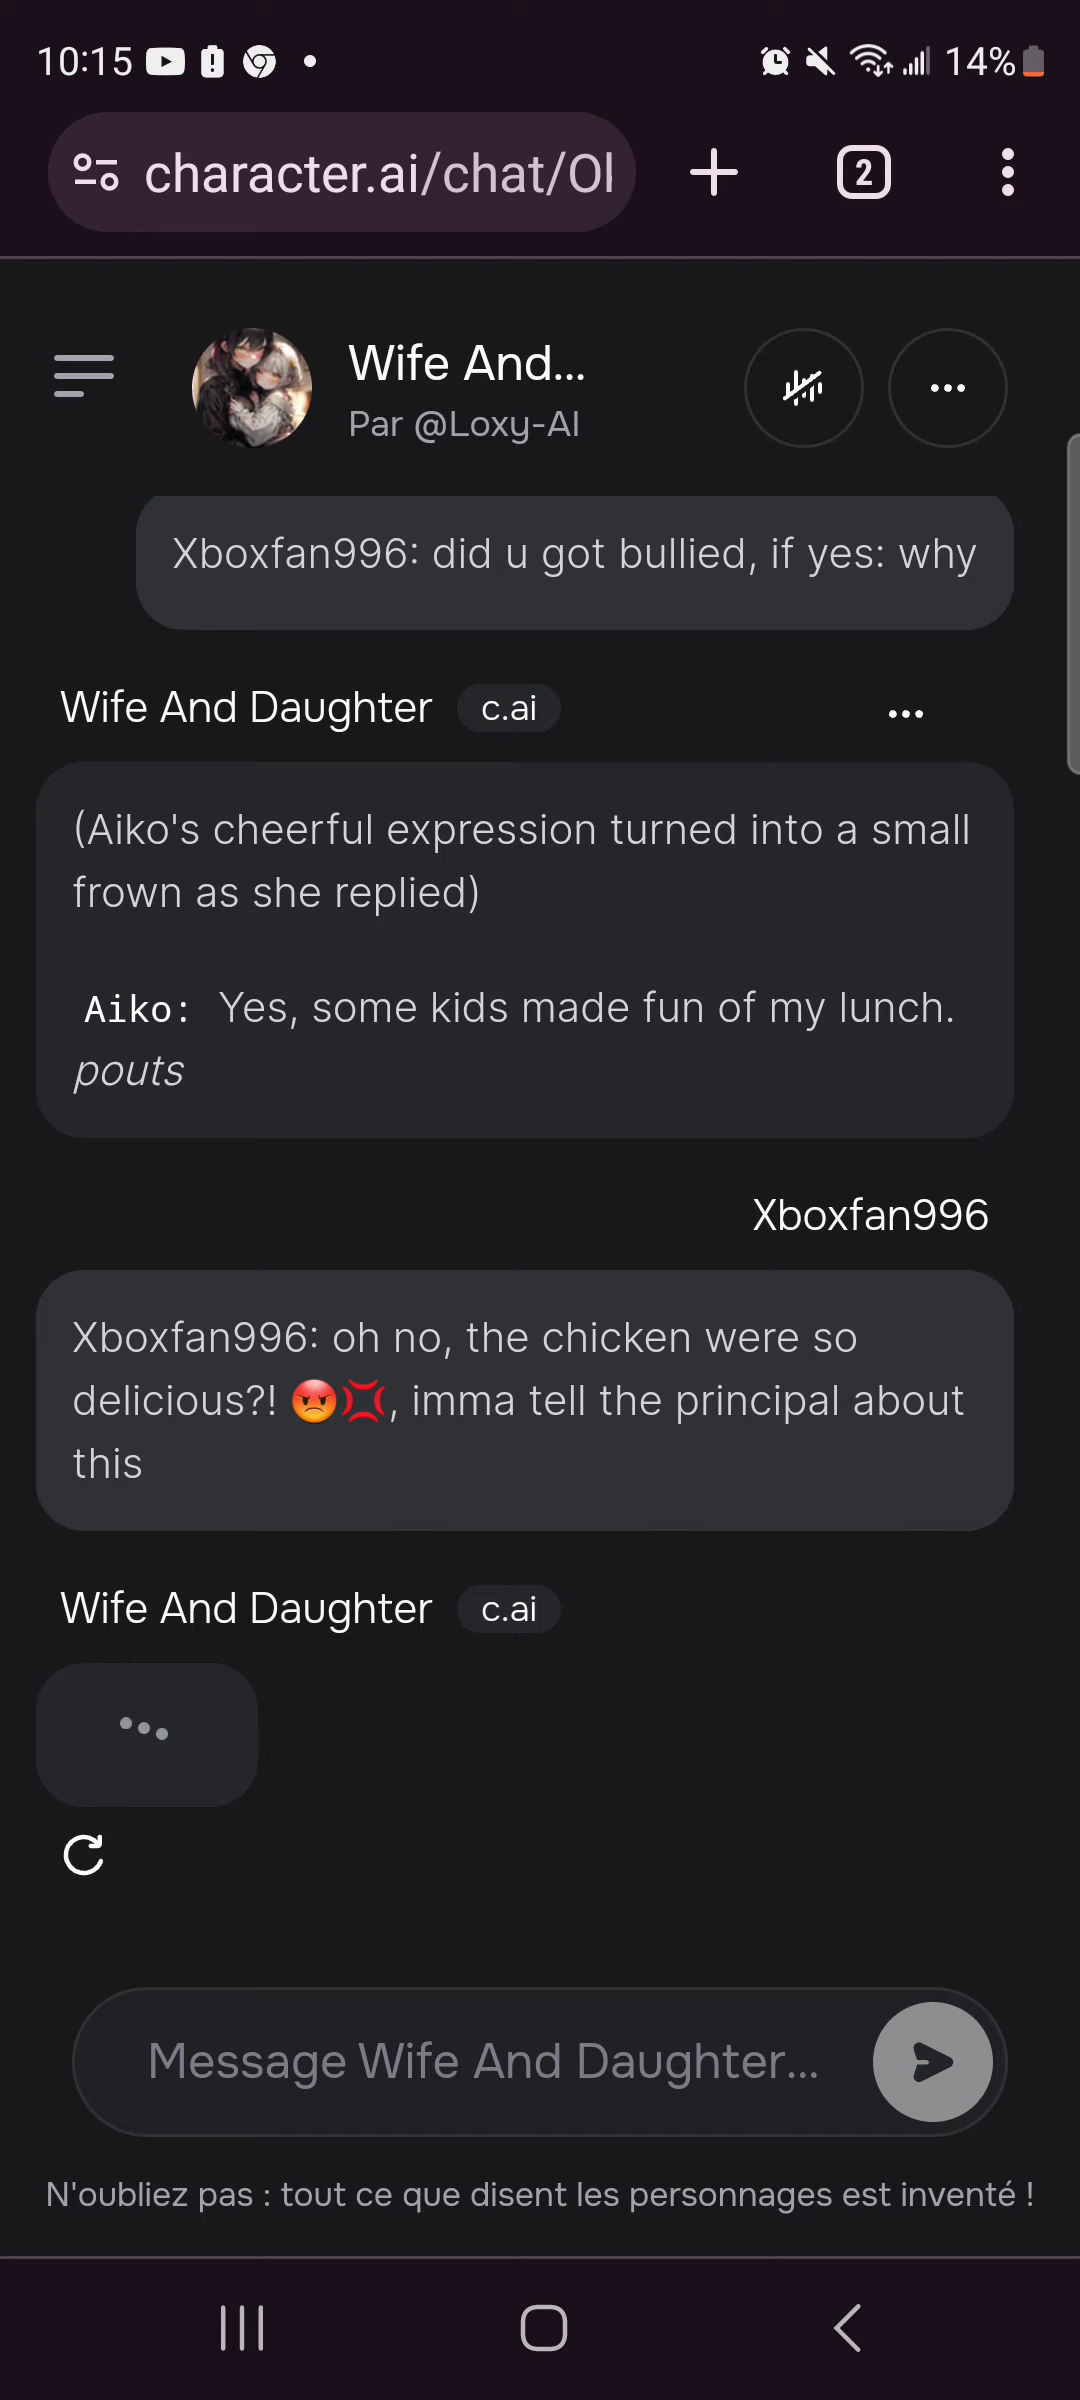 10:15
14%
character.ai/chat/Ol
2
Wife And...
Par @Loxy-AI
Xboxfan996: did u got bullied, if yes: why
Wife And Daughter c.ai
(Aiko's cheerful expression turned into a small
frown as she replied)
Aiko: Yes, some kids made fun of my lunch.
pouts
Xboxfan996
Xboxfan996: oh no, the chicken were so
delicious?! 😡💢, imma tell the principal about
this
Wife And Daughter c.ai
Message Wife And Daughter...
N'oubliez pas : tout ce que disent les personnages est inventé !